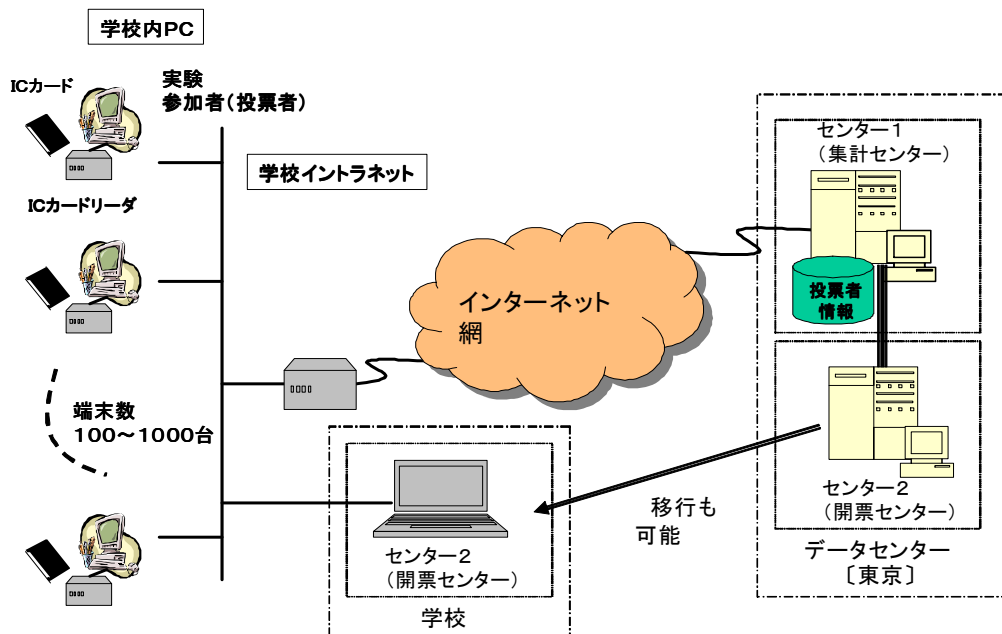 学校内PC
ICカード
実験
参加者(投票者)
学校イントラネット
ICカードリーダ
端末数
100~1000台
インターネット
網
センター1
(集計センター)
投票者
情報
センター2
(開票センター)
データセンター
〔東京〕
移行も
可能
センター2
(開票センター)
学校